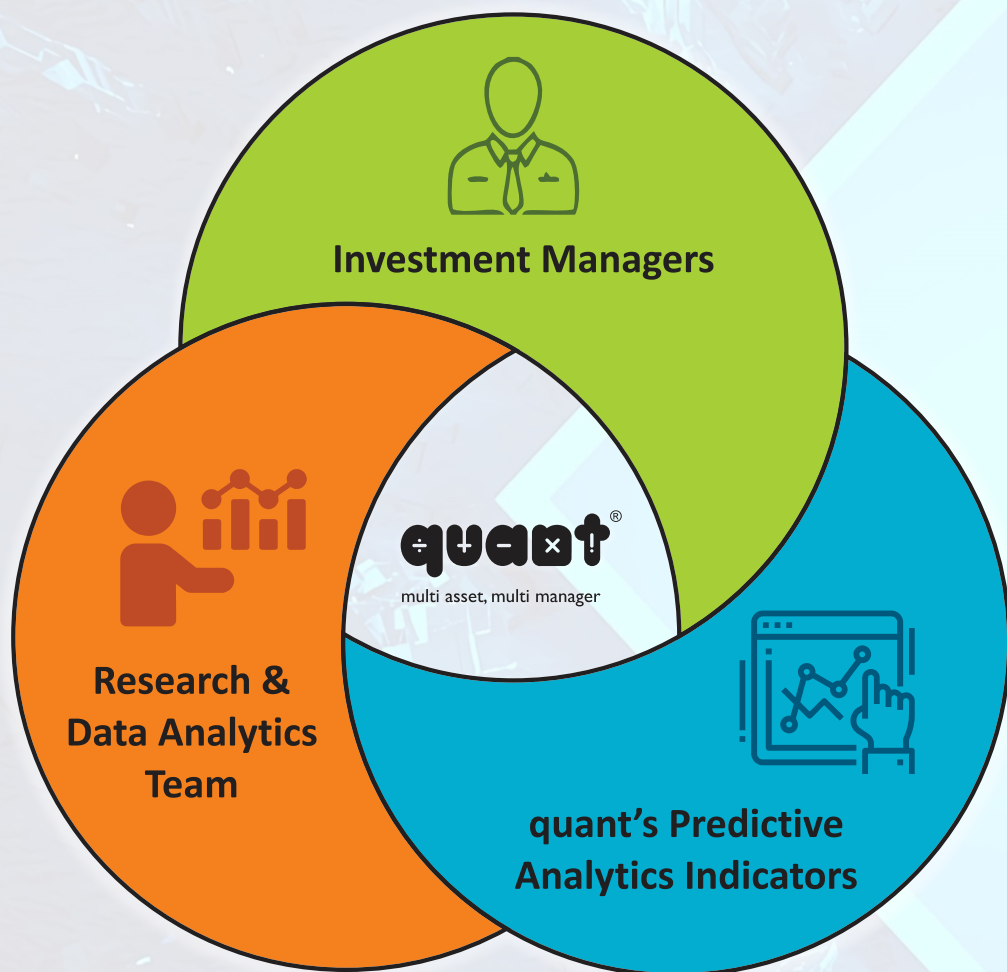 Investment Managers
quant®
multi asset, multi manager
Research &
Data Analytics
Team
quant’s Predictive
Analytics Indicators